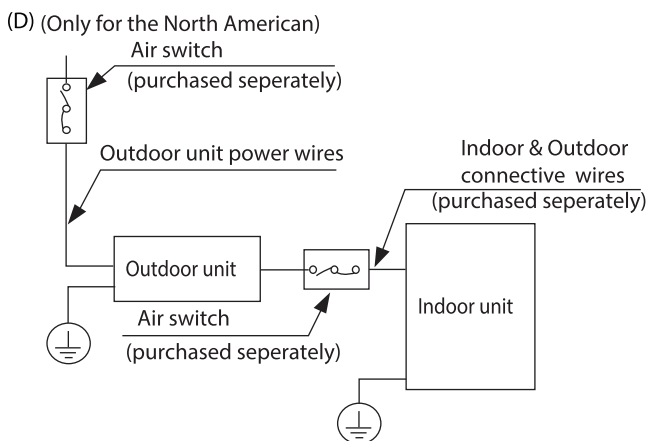 (D) (Only for the North American)
Air switch
(purchased seperately)
Outdoor unit power wires
Indoor & Outdoor
connective wires
(purchased seperately)
Outdoor unit
Indoor unit
Air switch
(purchased seperately)